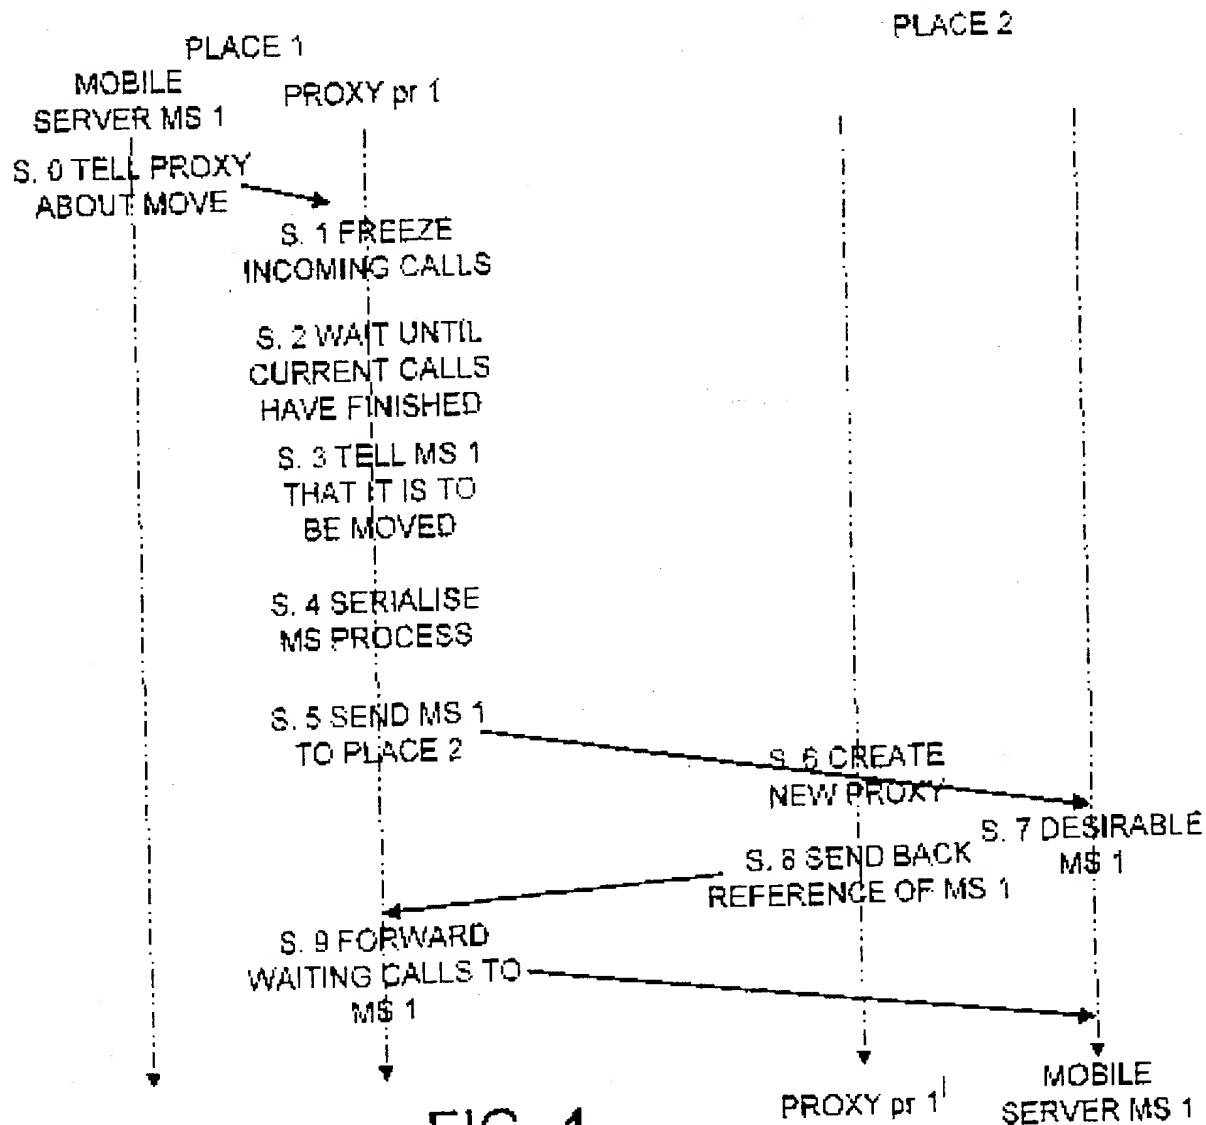 PLACE 1
PLACE 2
MOBILE
SERVER MS 1
PROXY pr 1
S. 0 TELL PROXY
ABOUT MOVE
S. 1 FREEZE
INCOMING CALLS
S. 2 WAIT UNTIL
CURRENT CALLS
HAVE FINISHED
S. 3 TELL MS 1
THAT IT IS TO
BE MOVED
S. 4 SERIALISE
MS PROCESS
S. 5 SEND MS 1
TO PLACE 2
S. 6 CREATE
NEW PROXY
S. 7 DESIRABLE
MS 1
S. 8 SEND BACK
REFERENCE OF MS 1
S. 9 FORWARD
WAITING CALLS TO
MS 1
PROXY pr 1'
MOBILE
SERVER MS 1
FIG. 1